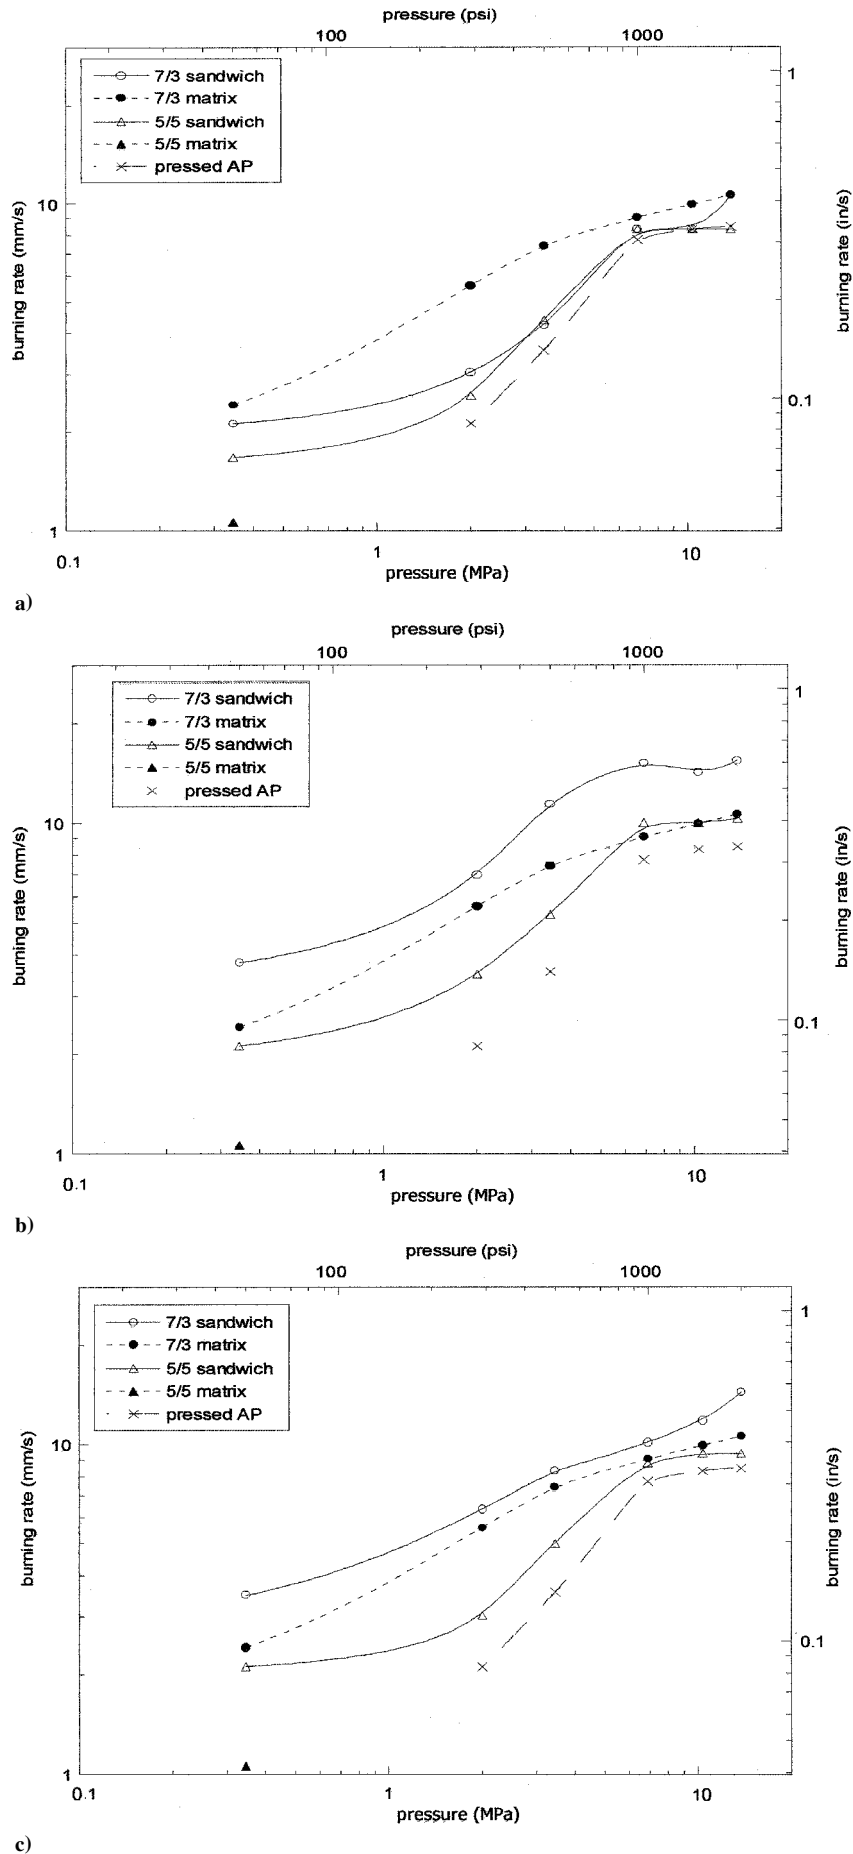 pressure (psi)
100 1000
7/3 sandwich
7/3 matrix
5/5 sandwich
5/5 matrix
pressed AP
1
10
0.1
1
burning rate (mm/s)
burning rate (in/s)
0.1 1 10
pressure (MPa)
a)
pressure (psi)
100 1000
7/3 sandwich
7/3 matrix
5/5 sandwich
5/5 matrix
pressed AP
1
10
0.1
1
burning rate (mm/s)
burning rate (in/s)
0.1 1 10
pressure (MPa)
b)
pressure (psi)
100 1000
7/3 sandwich
7/3 matrix
5/5 sandwich
5/5 matrix
pressed AP
1
10
0.1
1
burning rate (mm/s)
burning rate (in/s)
0.1 1 10
pressure (MPa)
c)